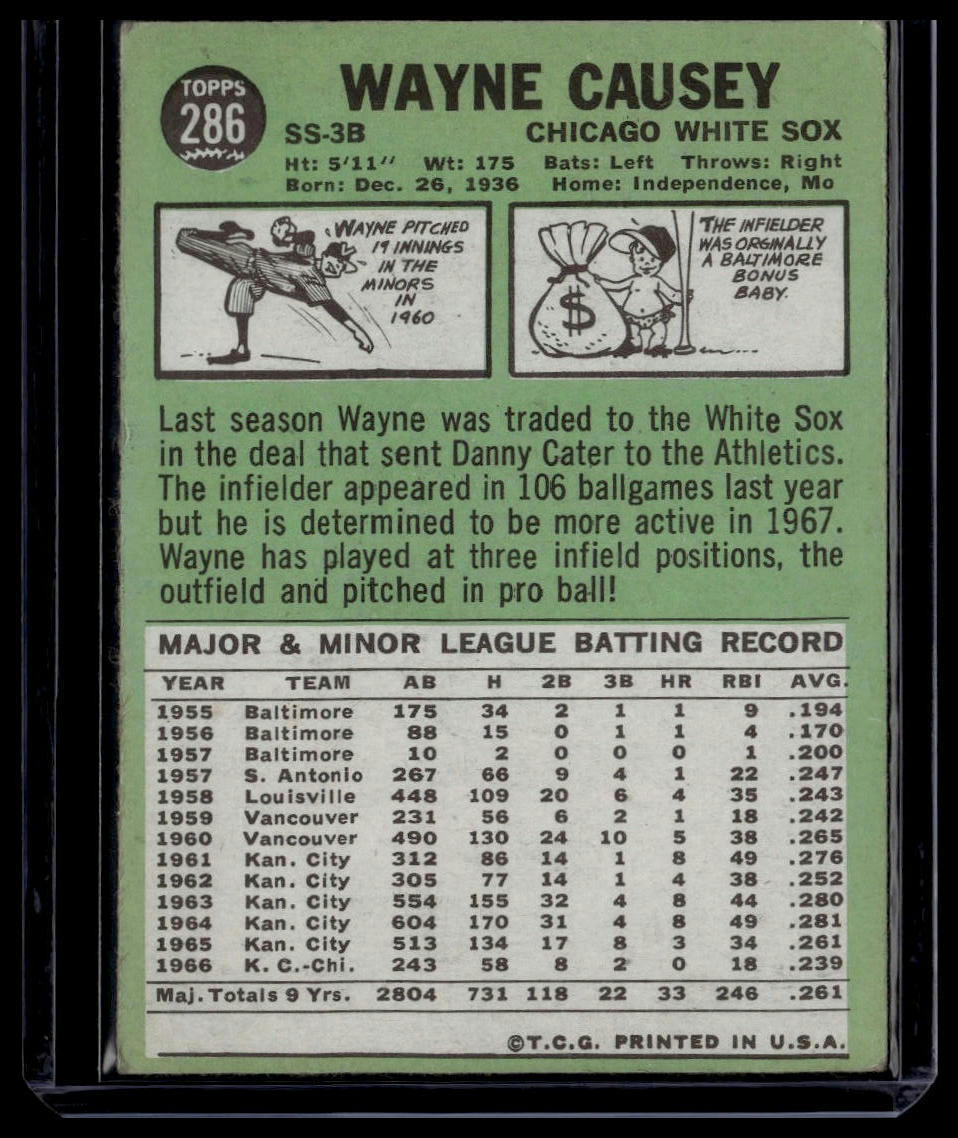 TOPPS
286
WAYNE CAUSEY
SS-3B CHICAGO WHITE SOX
Ht: 5'11" Wt: 175 Bats: Left Throws: Right
Born: Dec. 26, 1936 Home: Independence, Mo
WAYNE PITCHED
19 INNINGS
IN THE
MINORS
IN
1960
THE INFIELDER
WAS ORGINALLY
A BALTIMORE
BONUS
BABY.
$
Last season Wayne was traded to the White Sox
in the deal that sent Danny Cater to the Athletics.
The infielder appeared in 106 ballgames last year
but he is determined to be more active in 1967.
Wayne has played at three infield positions, the
outfield and pitched in pro ball!
MAJOR & MINOR LEAGUE BATTING RECORD
YEAR TEAM AB H 2B 3B HR RBI AVG.
1955 Baltimore 175 34 2 1 1 9 .194
1956 Baltimore 88 15 0 1 1 4 .170
1957 Baltimore 10 2 0 0 0 1 .200
1957 S. Antonio 267 66 9 4 1 22 .247
1958 Louisville 448 109 20 6 4 35 .243
1959 Vancouver 231 56 6 2 1 18 .242
1960 Vancouver 490 130 24 10 5 38 .265
1961 Kan. City 312 86 14 1 8 49 .276
1962 Kan. City 305 77 14 1 4 38 .252
1963 Kan. City 554 155 32 4 8 44 .280
1964 Kan. City 604 170 31 4 8 49 .281
1965 Kan. City 513 134 17 8 3 34 .261
1966 K. C.-Chi. 243 58 8 2 0 18 .239
Maj. Totals 9 Yrs. 2804 731 118 22 33 246 .261
©T.C.G. PRINTED IN U.S.A.